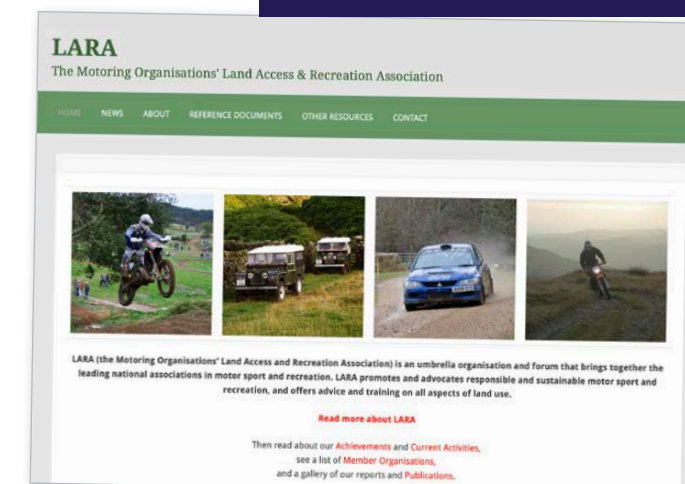 LARA
The Motoring Organisations' Land Access & Recreation Association
HOME NEWS ABOUT REFERENCE DOCUMENTS OTHER RESOURCES CONTACT
LARA (the Motoring Organisations' Land Access and Recreation Association) is an umbrella organisation and forum that brings together the
leading national associations in motor sport and recreation. LARA promotes and advocates responsible and sustainable motor sport and
recreation, and offers advice and training on all aspects of land use.
Read more about LARA
Then read about our Achievements and Current Activities,
see a list of Member Organisations,
and a gallery of our reports and Publications.